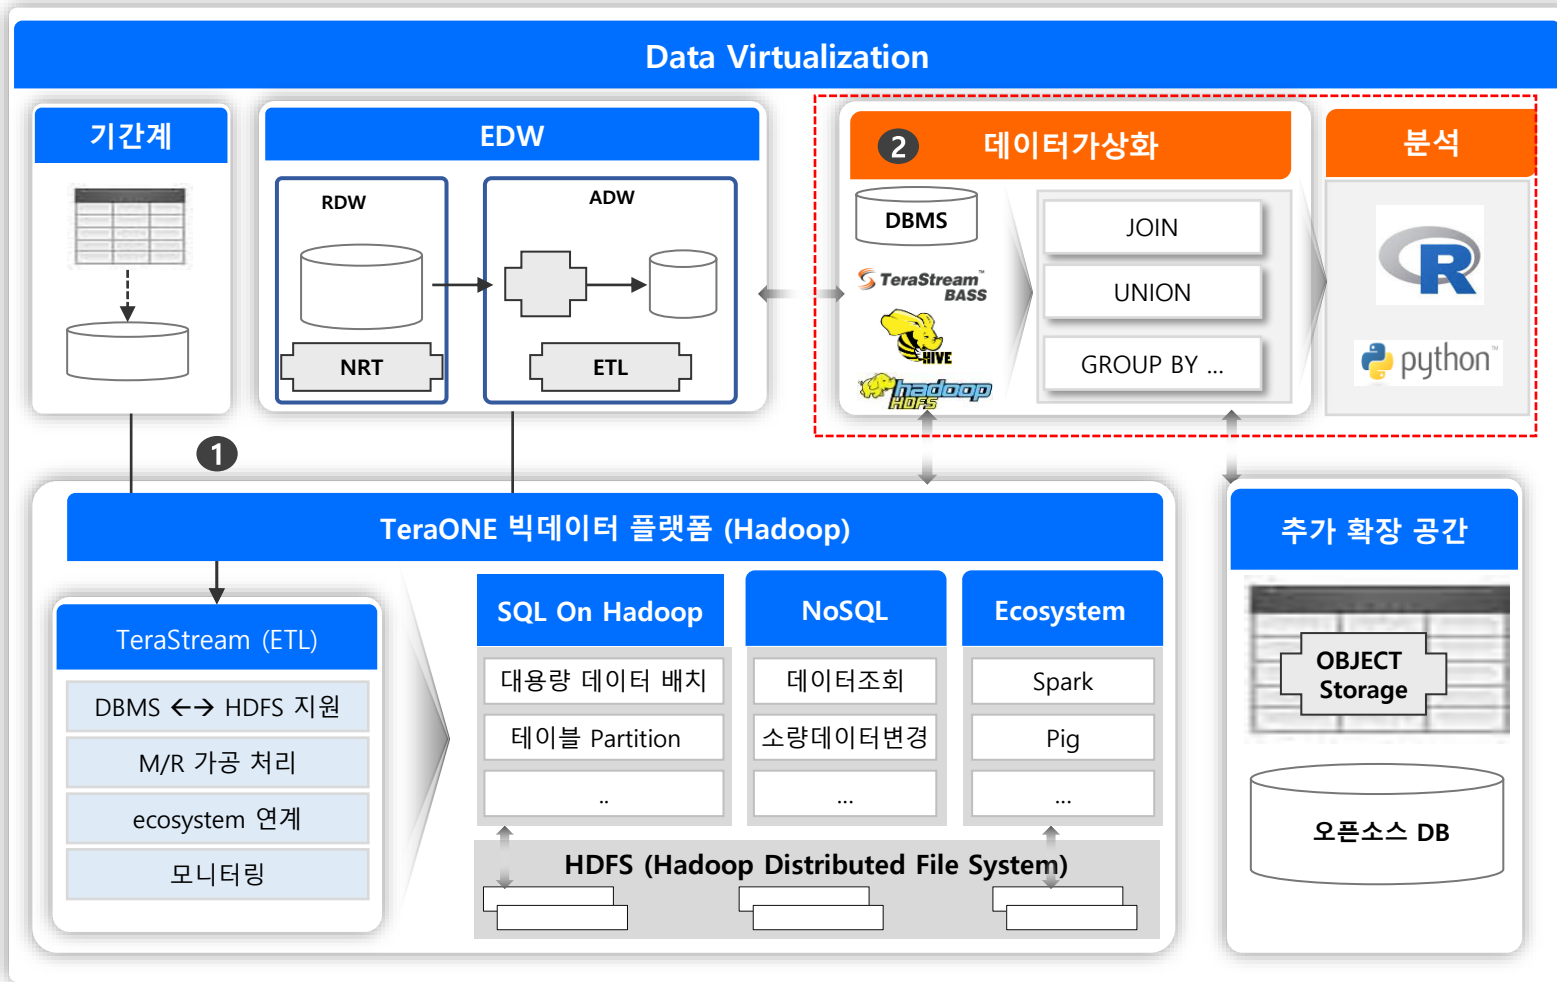 Data Virtualization
기간계
EDW
RDW
ADW
NRT
ETL
2
데이터가상화
분석
DBMS
TeraStream™
BASS
HIVE
hadoop
HDFS
JOIN
UNION
GROUP BY ...
R
python™
1
TeraONE 빅데이터 플랫폼 (Hadoop)
TeraStream (ETL)
DBMS ←→ HDFS 지원
M/R 가공 처리
ecosystem 연계
모니터링
SQL On Hadoop
대용량 데이터 배치
테이블 Partition
..
NoSQL
데이터조회
소량데이터변경
...
Ecosystem
Spark
Pig
...
HDFS (Hadoop Distributed File System)
추가 확장 공간
OBJECT
Storage
오픈소스 DB